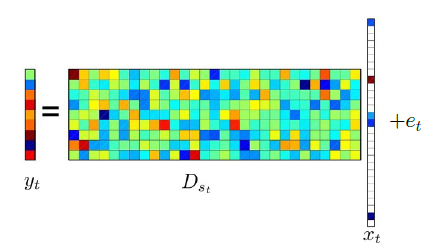 =
+e_t
y_t
D_{s_t}
x_t